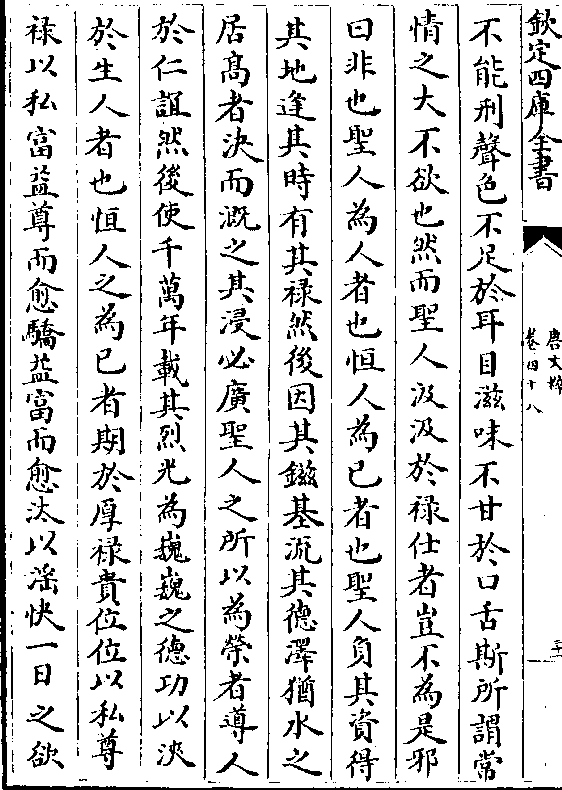 欽定四庫全書
唐文粹
卷四十八
不能刑聲色不足於耳目滋味不甘於口舌斯所謂常
情之大不欲也然而聖人汲汲於禄仕者豈不為是邪
曰非也聖人為人者也恒人為已者也聖人負其資得
其地逢其時有其禄然後因其鎡基流其德澤猶水之
居髙者決而溉之其浸必廣聖人之所以為榮者導人
於仁誼然後使千萬年載其烈光為巍巍之德功以浹
於生人者也恒人之為已者期於厚禄貴位位以私尊
禄以私富益尊而愈驕益富而愈汰以滛快一日之欲